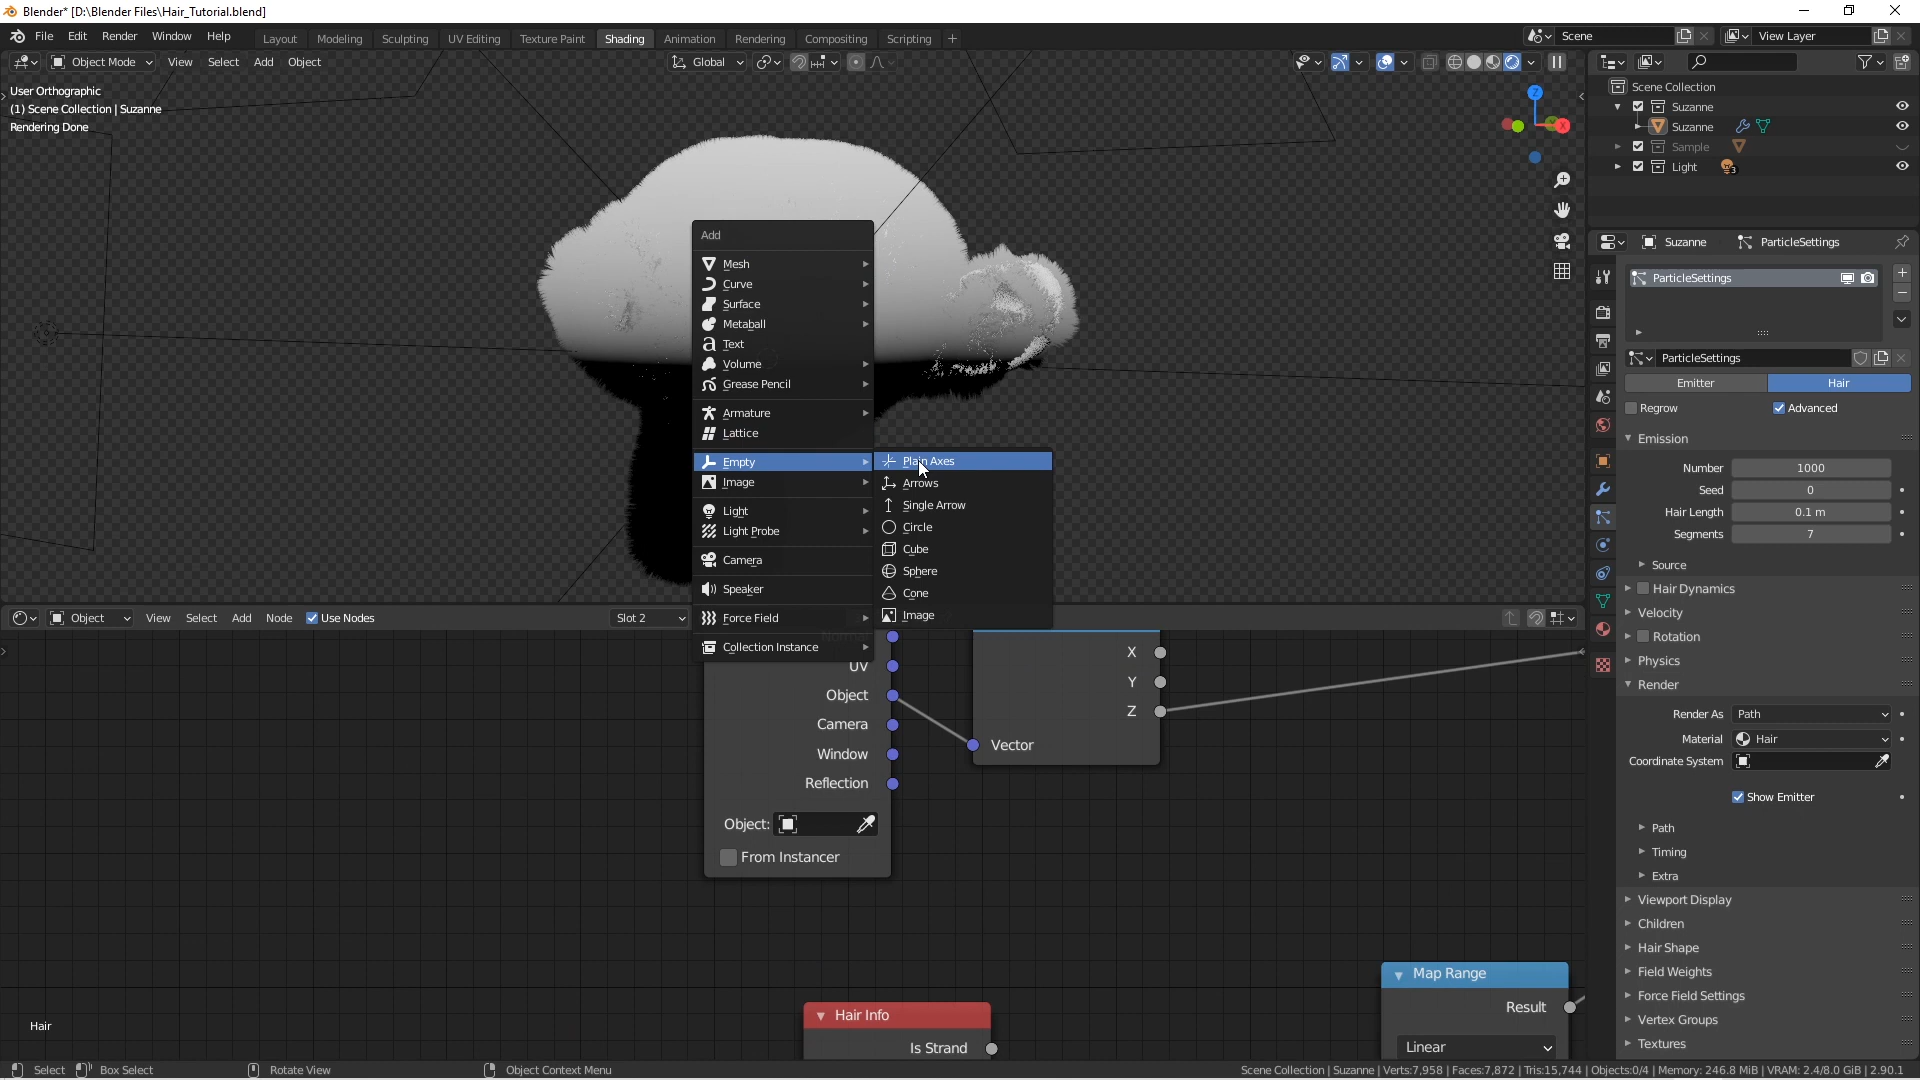 Blender* [D:\Blender Files\Hair_Tutorial.blend]
File Edit Render Window Help Layout Modeling Sculpting UV Editing Texture Paint Shading Animation Rendering Compositing Scripting + Scene View Layer
Object Mode View Select Add Object Global
User Orthographic
(1) Scene Collection | Suzanne
Rendering Done
Z
X
Scene Collection
Suzanne
Suzanne
Sample
Light 3
Suzanne ParticleSettings
ParticleSettings
ParticleSettings
Emitter Hair
Regrow Advanced
Emission
Number 1000
Seed 0
Hair Length 0.1 m
Segments 7
Source
Hair Dynamics
Velocity
Rotation
Physics
Render
Render As Path
Material Hair
Coordinate System
Show Emitter
Path
Timing
Extra
Viewport Display
Children
Hair Shape
Field Weights
Force Field Settings
Vertex Groups
Textures
Add
Mesh
Curve
Surface
Metaball
Text
Volume
Grease Pencil
Armature
Lattice
Empty
Image
Light
Light Probe
Camera
Speaker
Force Field
Collection Instance
Plain Axes
Arrows
Single Arrow
Circle
Cube
Sphere
Cone
Image
Object View Select Add Node Use Nodes Slot 2
Normal
UV
Object
Camera
Window
Reflection
Object:
From Instancer
X
Y
Z
Vector
Hair Info
Is Strand
Map Range
Result
Linear
Hair
Select Box Select Rotate View Object Context Menu Scene Collection | Suzanne | Verts:7,958 | Faces:7,872 | Tris:15,744 | Objects:0/4 | Memory: 246.8 MiB | VRAM: 2.4/8.0 GiB | 2.90.1